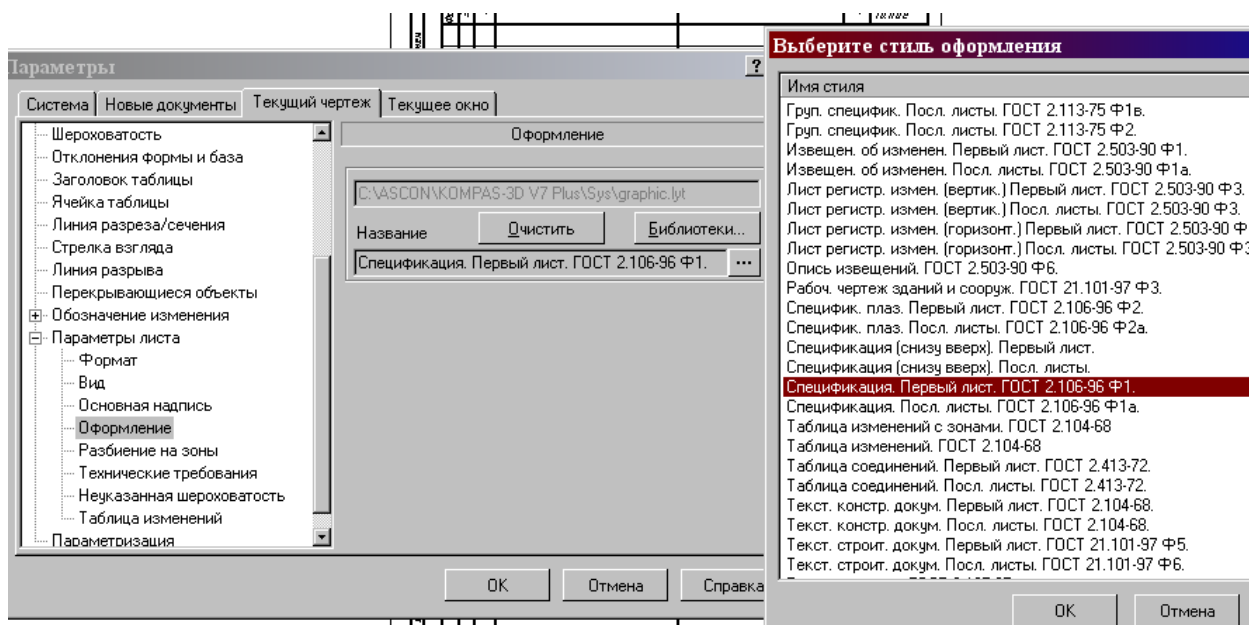 Параметры
?
Система
Новые документы
Текущий чертеж
Текущее окно
Шероховатость
Отклонения формы и база
Заголовок таблицы
Ячейка таблицы
Линия разреза/сечения
Стрелка взгляда
Линия разрыва
Перекрывающиеся объекты
Обозначение изменения
Параметры листа
Формат
Вид
Основная надпись
Оформление
Разбиение на зоны
Технические требования
Неуказанная шероховатость
Таблица изменений
Параметризация
Оформление
C:\ASCON\KOMPAS-3D V7 Plus\Sys\graphic.lyt
Название
Очистить
Библиотеки...
Спецификация. Первый лист. ГОСТ 2.106-96 Ф1.
...
OK
Отмена
Справка
Выберите стиль оформления
Имя стиля
Груп. специфик. Посл. листы. ГОСТ 2.113-75 Ф1в.
Груп. специфик. Посл. листы. ГОСТ 2.113-75 Ф2.
Извещен. об изменен. Первый лист. ГОСТ 2.503-90 Ф1.
Извещен. об изменен. Посл. листы. ГОСТ 2.503-90 Ф1а.
Лист регистр. измен. (вертик.) Первый лист. ГОСТ 2.503-90 Ф3.
Лист регистр. измен. (вертик.) Посл. листы. ГОСТ 2.503-90 Ф3.
Лист регистр. измен. (горизонт.) Первый лист. ГОСТ 2.503-90 Ф
Лист регистр. измен. (горизонт.) Посл. листы. ГОСТ 2.503-90 Ф3
Опись извещений. ГОСТ 2.503-90 Ф6.
Рабоч. чертеж зданий и сооруж. ГОСТ 21.101-97 Ф3.
Специфик. плаз. Первый лист. ГОСТ 2.106-96 Ф2.
Специфик. плаз. Посл. листы. ГОСТ 2.106-96 Ф2а.
Спецификация (снизу вверх). Первый лист.
Спецификация (снизу вверх). Посл. листы.
Спецификация. Первый лист. ГОСТ 2.106-96 Ф1.
Спецификация. Посл. листы. ГОСТ 2.106-96 Ф1а.
Таблица изменений с зонами. ГОСТ 2.104-68
Таблица изменений. ГОСТ 2.104-68
Таблица соединений. Первый лист. ГОСТ 2.413-72.
Таблица соединений. Посл. листы. ГОСТ 2.413-72.
Текст. констр. докум. Первый лист. ГОСТ 2.104-68.
Текст. констр. докум. Посл. листы. ГОСТ 2.104-68.
Текст. строит. докум. Первый лист. ГОСТ 21.101-97 Ф5.
Текст. строит. докум. Посл. листы. ГОСТ 21.101-97 Ф6.
OK
Отмена